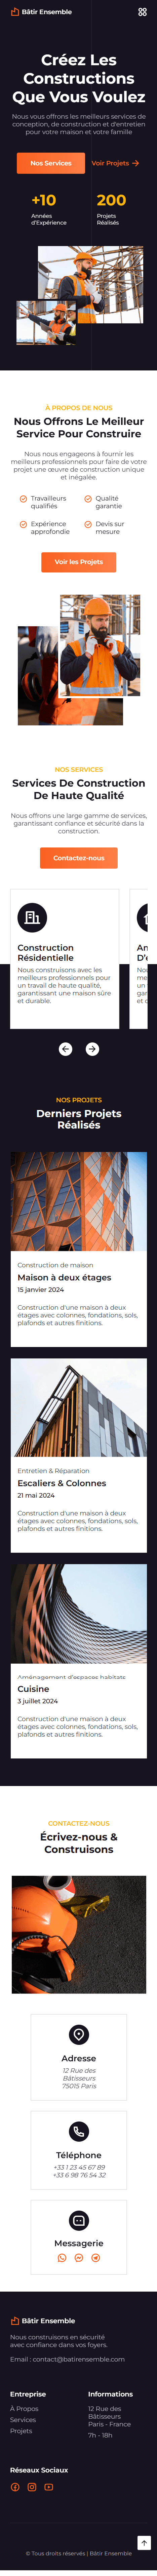 Bâtir Ensemble
Créez Les
Constructions
Que Vous Voulez
Nous vous offrons les meilleurs services de
conception, de construction et d'entretien
pour votre maison et votre famille
Nos Services
Voir Projets
+10
200
Années
d'Expérience
Projets
Réalisés
À PROPOS DE NOUS
Nous Offrons Le Meilleur
Service Pour Construire
Nous nous engageons à fournir les
meilleurs professionnels pour faire de votre
projet une œuvre de construction unique
et inégalée.
Travailleurs
qualifiés
Qualité
garantie
Expérience
approfondie
Devis sur
mesure
Voir les Projets
NOS SERVICES
Services De Construction
De Haute Qualité
Nous offrons une large gamme de services,
garantissant confiance et sécurité dans la
construction.
Contactez-nous
Construction
Résidentielle
Nous construisons avec les
meilleurs professionnels pour
un travail de haute qualité,
garantissant une maison sûre
et durable.
NOS PROJETS
Derniers Projets
Réalisés
Construction de maison
Maison à deux étages
15 janvier 2024
Construction d'une maison à deux
étages avec colonnes, fondations, sols,
plafonds et autres finitions.
Entretien & Réparation
Escaliers & Colonnes
21 mai 2024
Construction d'une maison à deux
étages avec colonnes, fondations, sols,
plafonds et autres finitions.
Aménagement d'espaces habitats
Cuisine
3 juillet 2024
Construction d'une maison à deux
étages avec colonnes, fondations, sols,
plafonds et autres finitions.
CONTACTEZ-NOUS
Écrivez-nous &
Construisons
Adresse
12 Rue des
Bâtisseurs
75015 Paris
Téléphone
+33 1 23 45 67 89
+33 6 98 76 54 32
Messagerie
Bâtir Ensemble
Nous construisons en sécurité
avec confiance dans vos foyers.
Email : contact@batirensemble.com
Entreprise
À Propos
Services
Projets
Informations
12 Rue des
Bâtisseurs
Paris - France
7h - 18h
Réseaux Sociaux
© Tous droits réservés | Bâtir Ensemble